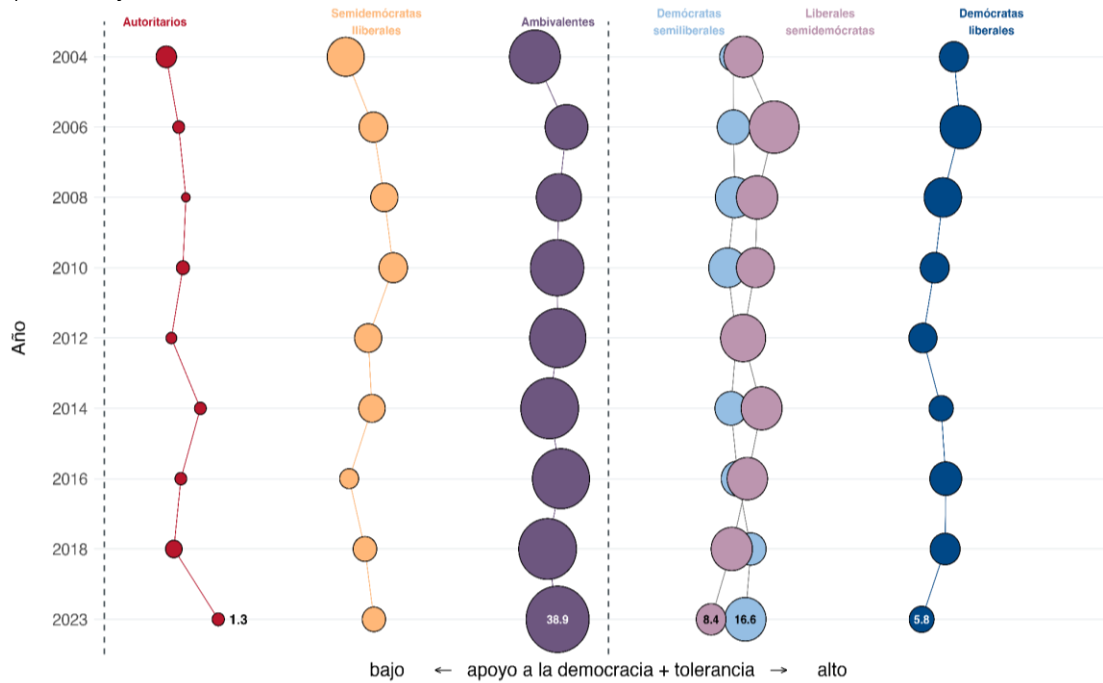 Autoritarios
Semidemócratas
Iliberales
Ambivalentes
Demócratas
semiliberales
Liberales
semidemócratas
Demócratas
liberales
Año
2004
2006
2008
2010
2012
2014
2016
2018
2023
1.3
38.9
8.4
16.6
5.8
bajo ← apoyo a la democracia + tolerancia → alto